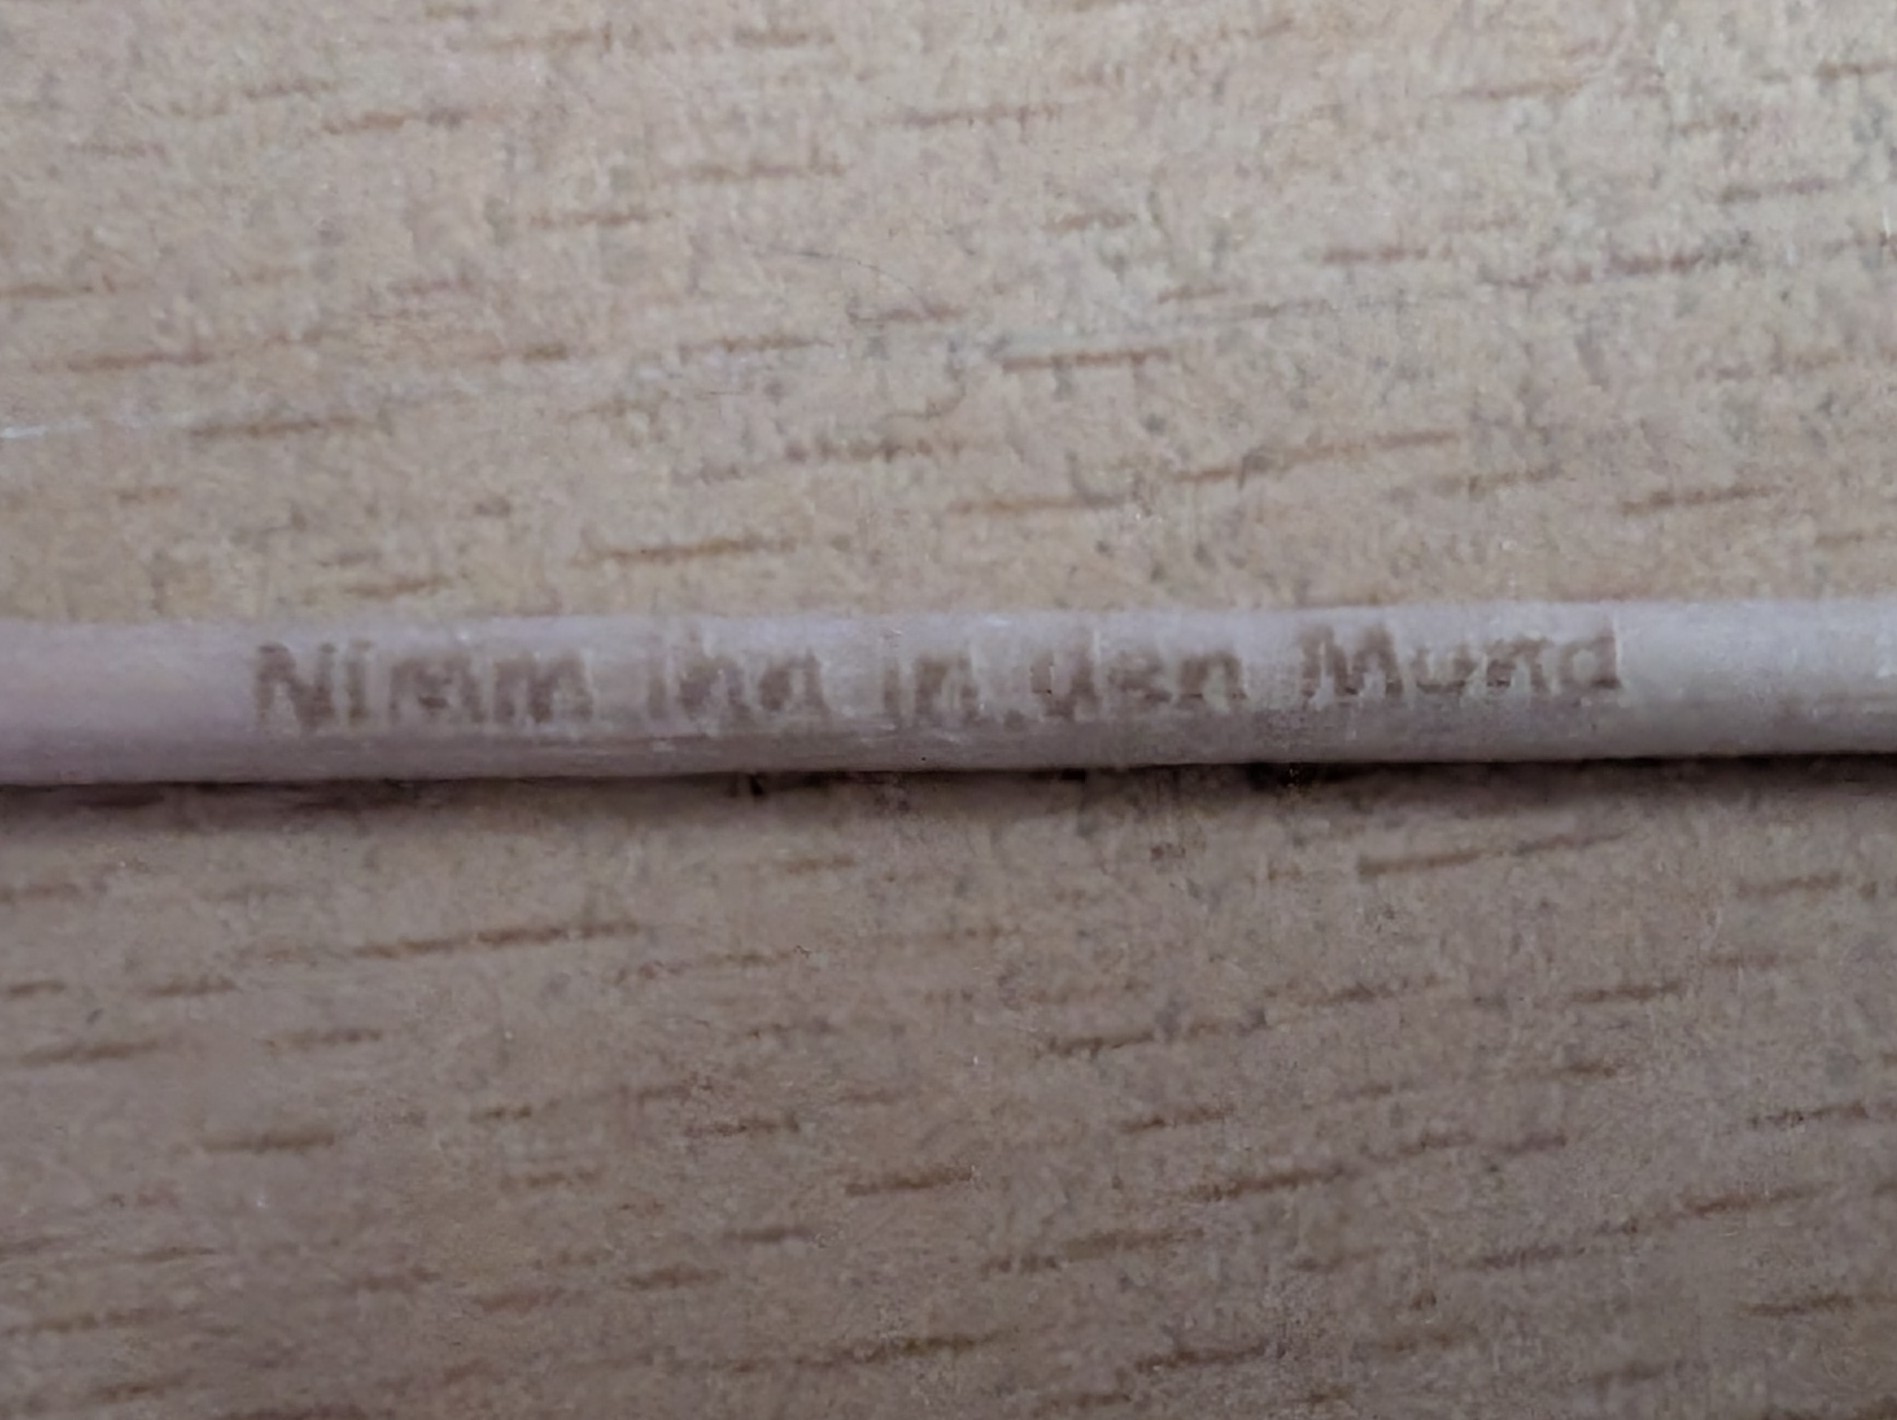 Nimm ihn in den Mund